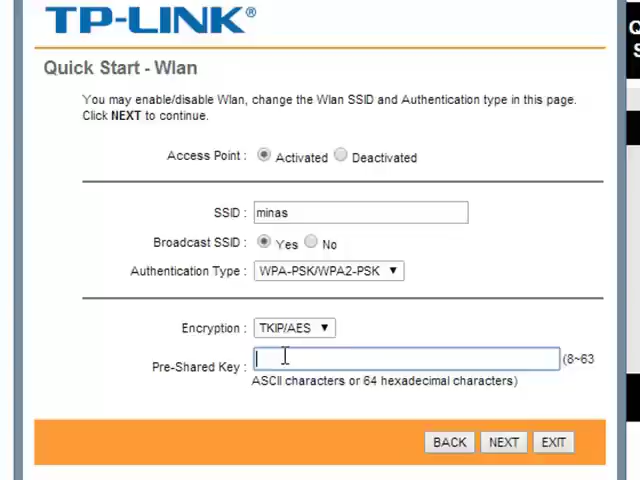 TP-LINK®
Quick Start - Wlan
You may enable/disable Wlan, change the Wlan SSID and Authentication type in this page.
Click NEXT to continue.
Access Point : Activated Deactivated
SSID : minas
Broadcast SSID : Yes No
Authentication Type : WPA-PSK/WPA2-PSK
Encryption : TKIP/AES
Pre-Shared Key : (8~63
ASCII characters or 64 hexadecimal characters)
BACK NEXT EXIT